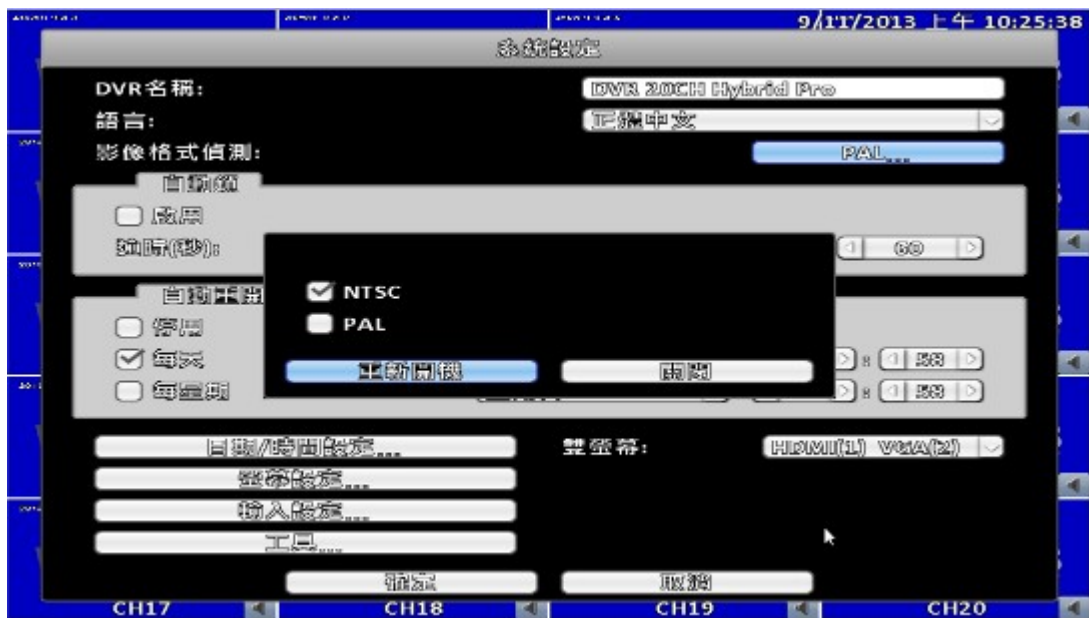 9/11/2013 上午 10:25:38
系統設定
DVR名稱: DVR 20CH Hybrid Pro
語言: 正體中文
影像格式偵測: PAL...
自動鎖
啟用
(秒): 60
自動重開
NTSC
停用
PAL
每天 : 58
重新開機 關閉
每星期 : 58
日期/時間設定... 雙螢幕: HDMI(1) VGA(2)
螢幕設定...
輸入設定...
工具...
確定 取消
CH17 CH18 CH19 CH20